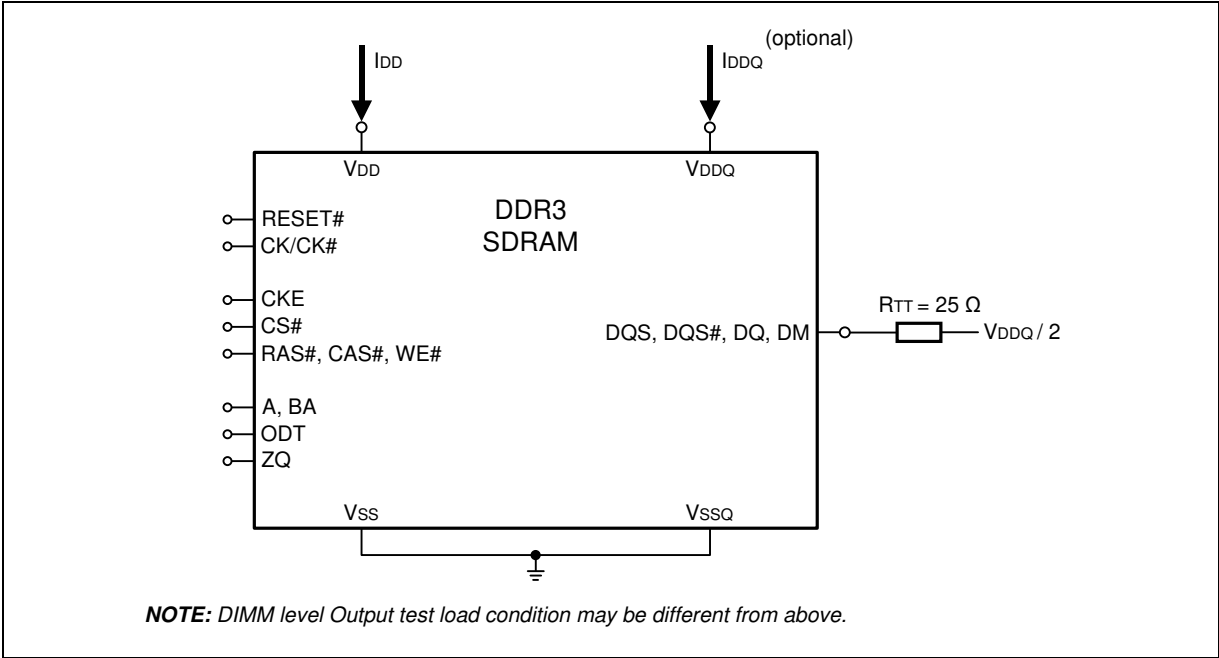 (optional)
IDD
IDDQ
VDD
VDDQ
DDR3
SDRAM
RESET#
CK/CK#
CKE
CS#
RAS#, CAS#, WE#
A, BA
ODT
ZQ
DQS, DQS#, DQ, DM
RTT = 25 Ω
VDDQ / 2
VSS
VSSQ
NOTE: DIMM level Output test load condition may be different from above.